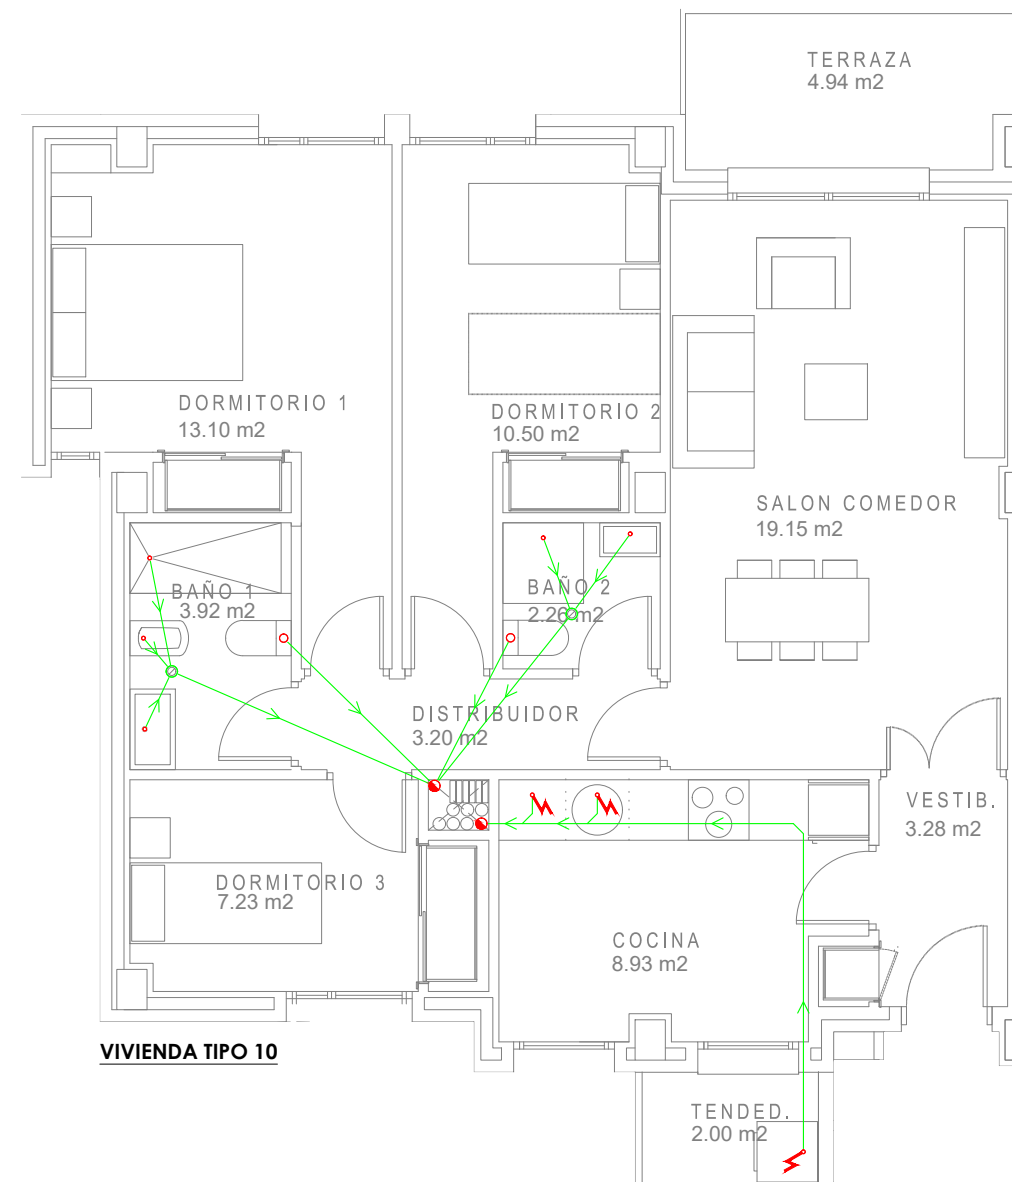 TERRAZA
4.94 m2
DORMITORIO 1
13.10 m2
DORMITORIO 2
10.50 m2
SALON COMEDOR
19.15 m2
BAÑO 1
3.92 m2
BAÑO 2
2.26 m2
DISTRIBUIDOR
3.20 m2
VESTIB.
3.28 m2
DORMITORIO 3
7.23 m2
COCINA
8.93 m2
VIVIENDA TIPO 10
TENDED.
2.00 m2